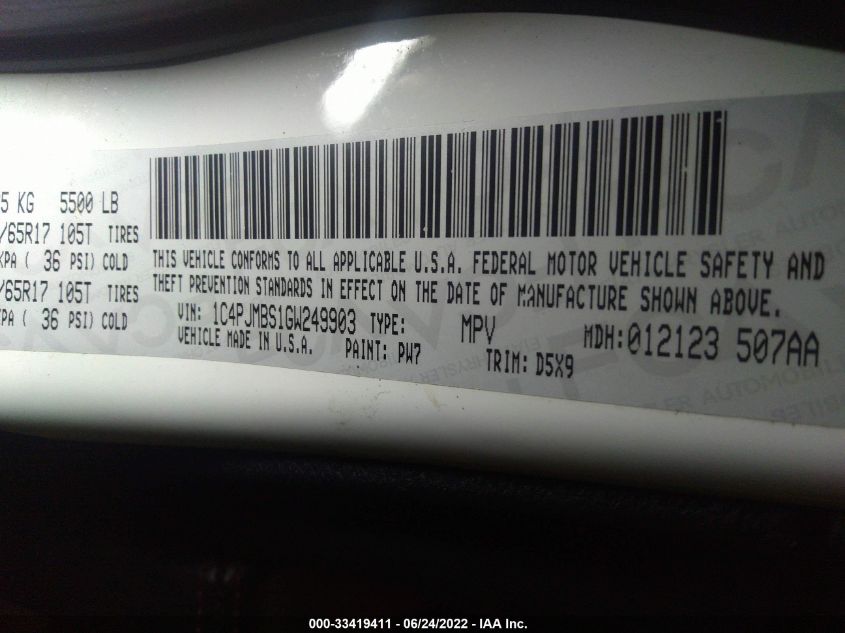 5 KG 5500 LB
/65R17 105T TIRES
KPA ( 36 PSI) COLD
/65R17 105T TIRES
KPA ( 36 PSI) COLD
THIS VEHICLE CONFORMS TO ALL APPLICABLE U.S.A. FEDERAL MOTOR VEHICLE SAFETY AND
THEFT PREVENTION STANDARDS IN EFFECT ON THE DATE OF MANUFACTURE SHOWN ABOVE.
VIN: 1C4PJMBS1GW249903 TYPE: MPV MDH: 012123 507AA
VEHICLE MADE IN U.S.A. PAINT: PW7 TRIM: D5X9
000-33419411 - 06/24/2022 - IAA Inc.